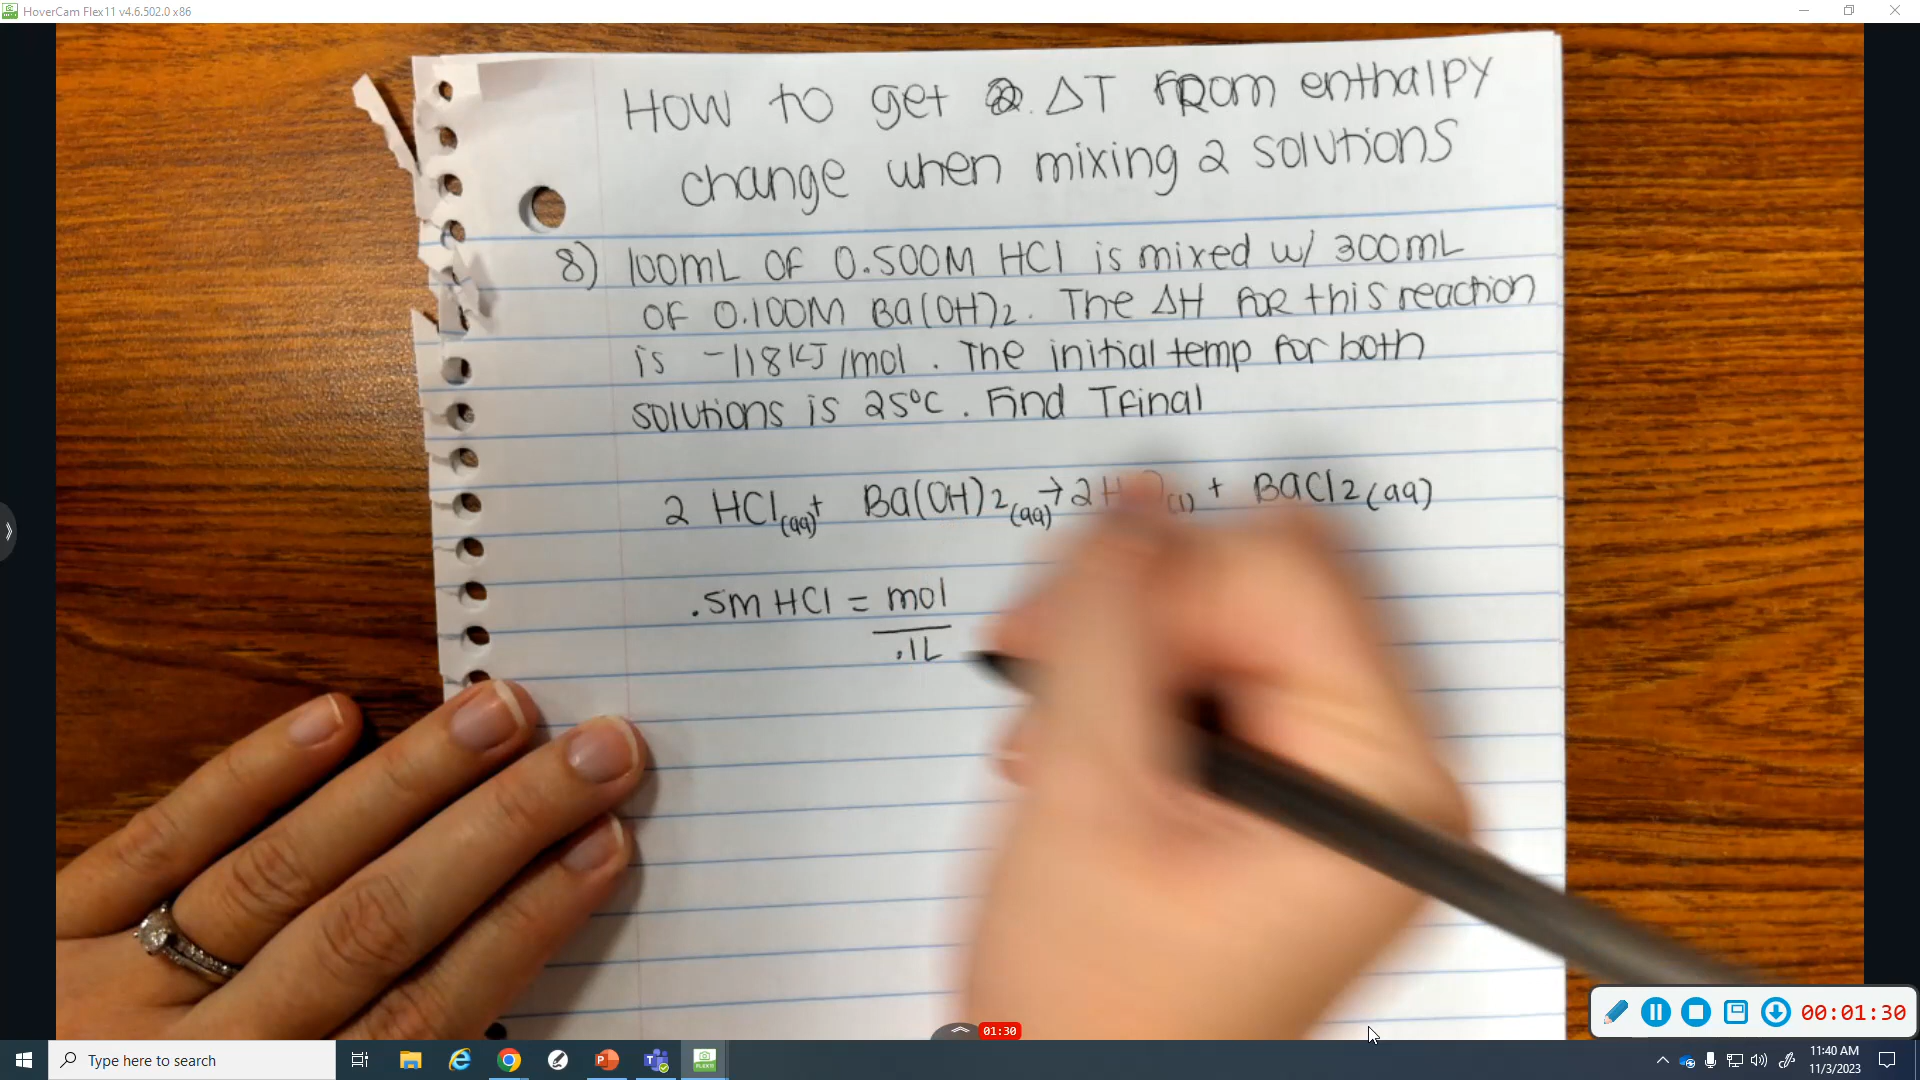 HoverCam Flex11 v4.6.502.0 x86
How to get ΔT From enthalpy
change when mixing 2 solutions
8) 100mL OF 0.500M HCl is mixed w/ 300mL
OF 0.100M Ba(OH)2. The ΔH for this reaction
is -118 KJ/mol. The initial temp for both
solutions is 25°C. Find TFinal
2 HCl(aq) + Ba(OH)2(aq) → 2H (l) + BaCl2(aq)
.5m HCl = mol
.1L
01:30
00:01:30
Type here to search
11:40 AM
11/3/2023